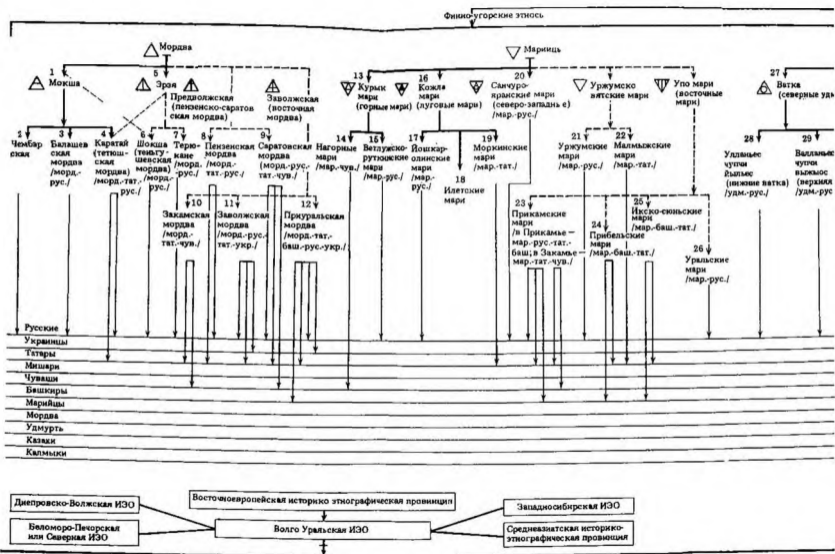 Финно-угорские этносы
Мордва
Марийцы
1
Мокша
5
Эрзя
Предволжская
(пензинско-саратов
ская мордва)
Заволжская
(восточная
мордва)
13
Курык
мари
(горные мари)
16
Кожла
мари
(луговые мари)
20
Санчурско-
яранские мари
(северо-западные)
/мар.-рус./
Уржумско
вятские мари
Упо мари
(восточные
мари)
27
Ватка
(северные
2
Чембар
ская
3
Балашев
ская
мордва
/морд.-
рус./
4
Каратай
(тетюш-
ская
мордва)
/морд.-тат.
рус./
6
Шокша
(теньгу-
шевская
мордва)
/морд.-
рус./
7
Терю-
хане
/морд.
рус./
8
Пензенская
мордва
/морд.-
тат.-рус./
9
Саратовская
мордва
/морд.-рус.-
тат.-чув./
14
Нагорные
мари
/мар.-чув./
15
Ветлужско-
руткинские
мари
/мар.-рус./
17
Йошкар-
олинские
мари
/мар.-
рус./
18
Илетские
мари
19
Моркинские
мари
/мар.-тат./
21
Уржумские
мари
/мар.-рус./
22
Малмыжские
мари
/мар.-тат./
28
чупчи
(нижние ватка)
/удм.-рус./
29
чупчи
выжмос
(верхняя
/удм.-рус
10
Закамская
мордва
/морд.-
тат.-чув./
11
Заволжская
мордва
/морд.-рус.-
тат.-укр./
12
Приуральская
мордва
/морд.-тат.-
баш.-рус.-укр./
23
Прикамские
мари
/в Прикамье —
мар.-рус.-тат.-
баш; в Закамье —
мар.-тат.-чув./
24
Прибельские
мари
/мар.-баш.-тат./
25
Икско-сюньские
мари
/мар.-баш.-тат./
26
Уральские
мари
/мар.-рус./
Русские
Украинцы
Татары
Мишари
Чуваши
Башкиры
Марийцы
Мордва
Удмурты
Казахи
Калмыки
Днепровско-Волжская ИЭО
Восточноевропейская историко этнографическая провинция
Западносибирская ИЭО
Беломоро-Печорская
или Северная ИЭО
Волго Уральская ИЭО
Среднеазиатская историко-
этнографическая провинция